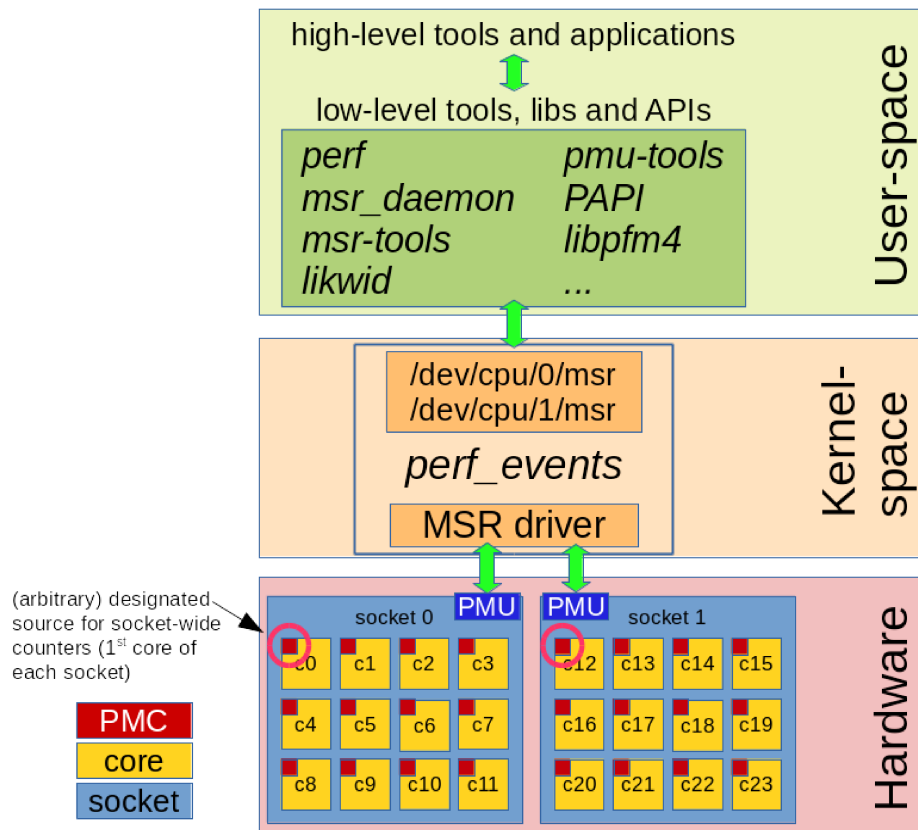 high-level tools and applications
low-level tools, libs and APIs
perf pmu-tools
msr_daemon PAPI
msr-tools libpfm4
likwid ...
User-space
/dev/cpu/0/msr
/dev/cpu/1/msr
perf_events
MSR driver
Kernel-
space
(arbitrary) designated
source for socket-wide
counters (1st core of
each socket)
PMC
core
socket
socket 0 PMU
c0 c1 c2 c3
c4 c5 c6 c7
c8 c9 c10 c11
PMU socket 1
c12 c13 c14 c15
c16 c17 c18 c19
c20 c21 c22 c23
Hardware